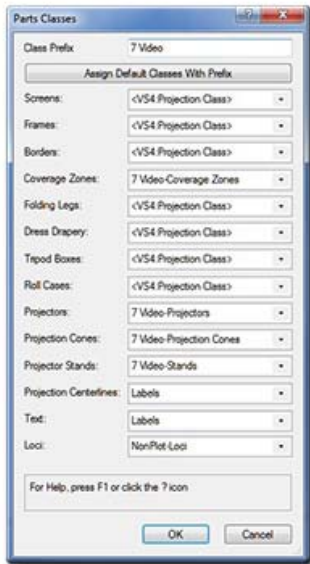 Parts Classes
Class Prefix 7 Video
Assign Default Classes With Prefix
Screens: <VS4 Projection Class>
Frames: <VS4 Projection Class>
Borders: <VS4 Projection Class>
Coverage Zones: 7 Video-Coverage Zones
Folding Legs: <VS4 Projection Class>
Dress Drapery: <VS4 Projection Class>
Tripod Boxes: <VS4 Projection Class>
Roll Cases: <VS4 Projection Class>
Projectors: 7 Video-Projectors
Projection Cones: 7 Video-Projection Cones
Projector Stands: 7 Video-Stands
Projection Centerlines: Labels
Text: Labels
Loci: NonPlot-Loci
For Help, press F1 or click the ? icon
OK Cancel